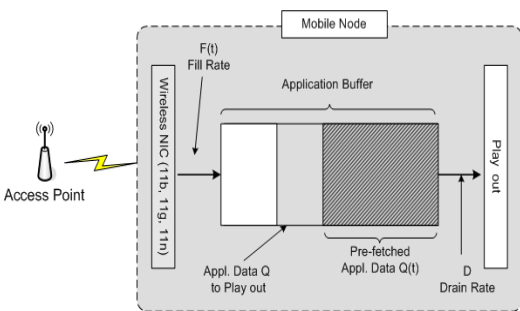 Mobile Node
F(t)
Fill Rate
Application Buffer
Wireless NIC (11b, 11g, 11n)
Play out
Access Point
Appl. Data Q
to Play out
Pre-fetched
Appl. Data Q(t)
D
Drain Rate